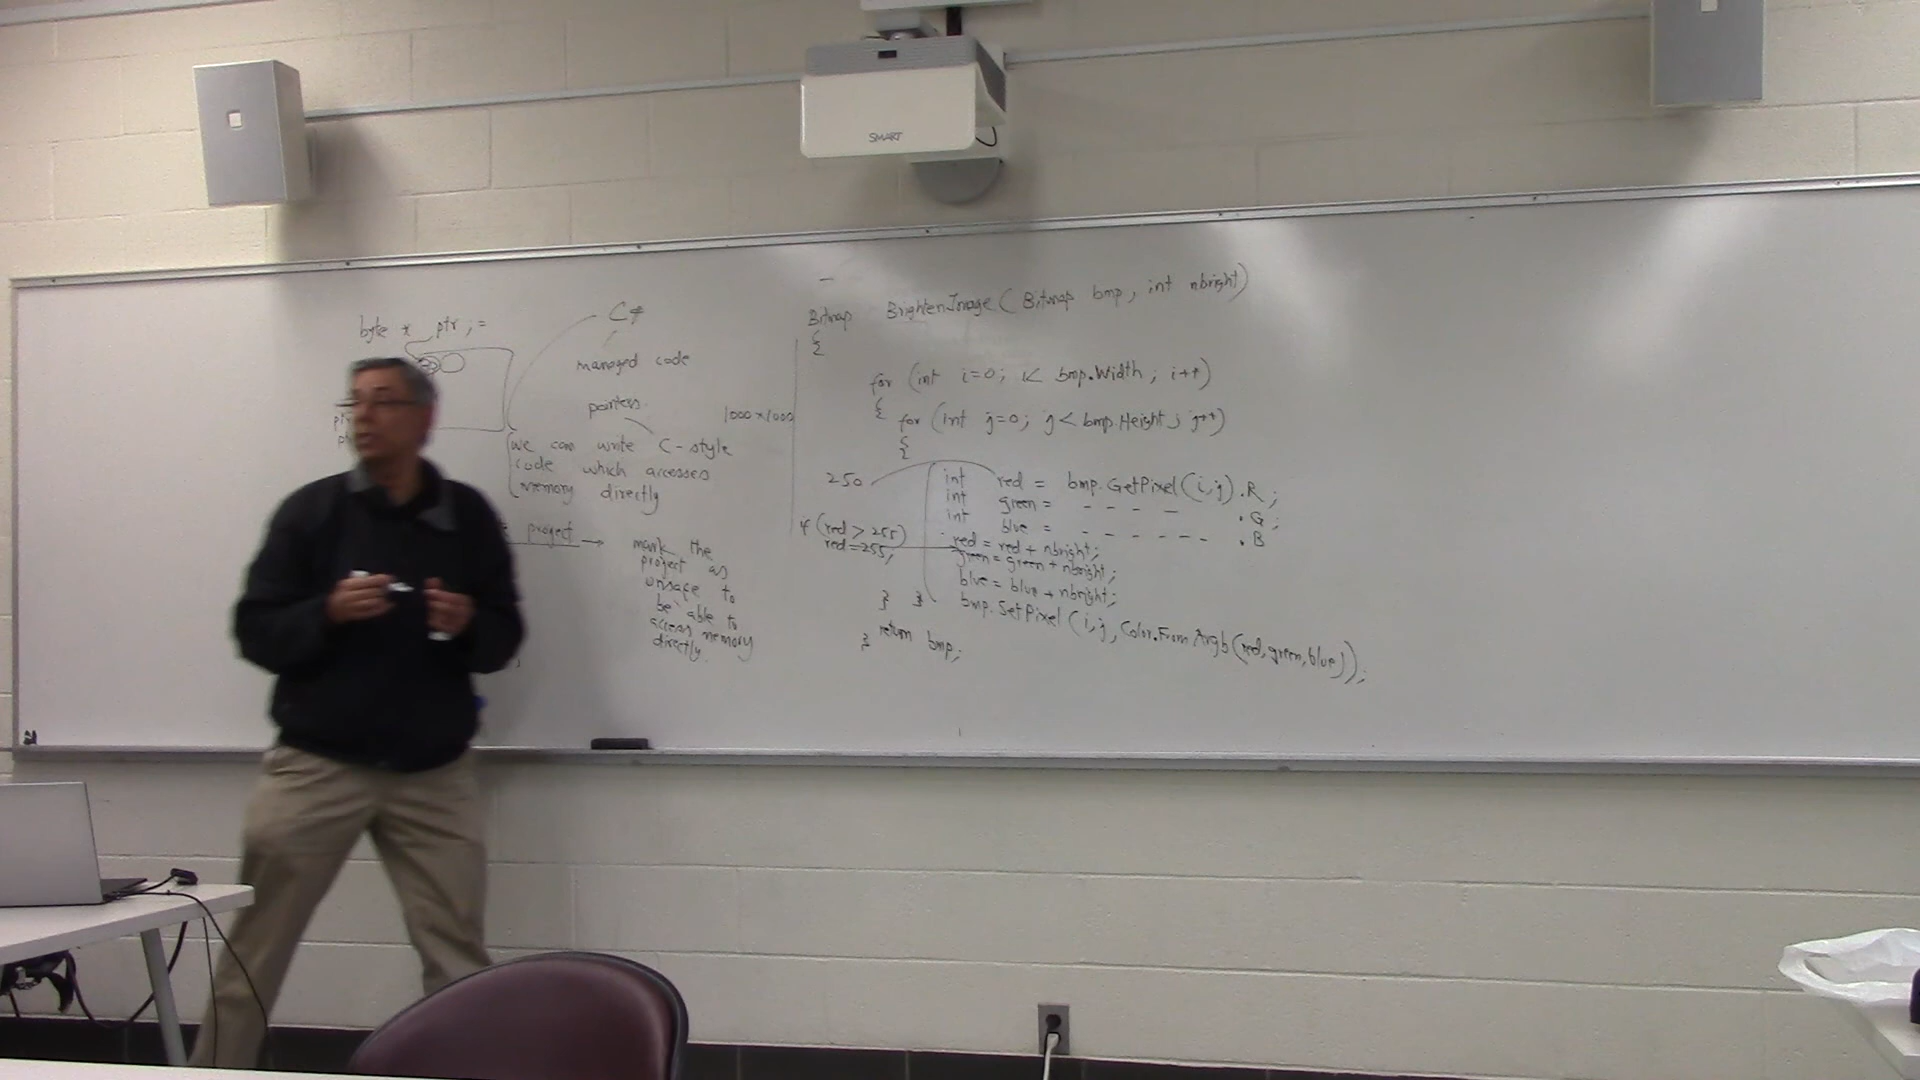 SMART
byte * ptr ; =
C#
managed code
pointers
1000 x 1000
we can write C-style
code which accesses
memory directly
project →
mark the
project as
unsafe to
be able to
access memory
directly.
Bitmap BrightenImage ( Bitmap bmp , int nbright)
{
for (int i=0; i< bmp.Width ; i++)
{ for (int j=0; j < bmp.Height ; j++)
{
250
int red = bmp.GetPixel(i,j).R ;
int green = - - - - .G ;
int blue = - - - - - - . B
if (red > 255)
red=255;
red = red + nbright;
green = green + nbright;
blue = blue + nbright;
bmp.SetPixel (i,j, Color.FromArgb(red,green,blue));
} }
} return bmp;